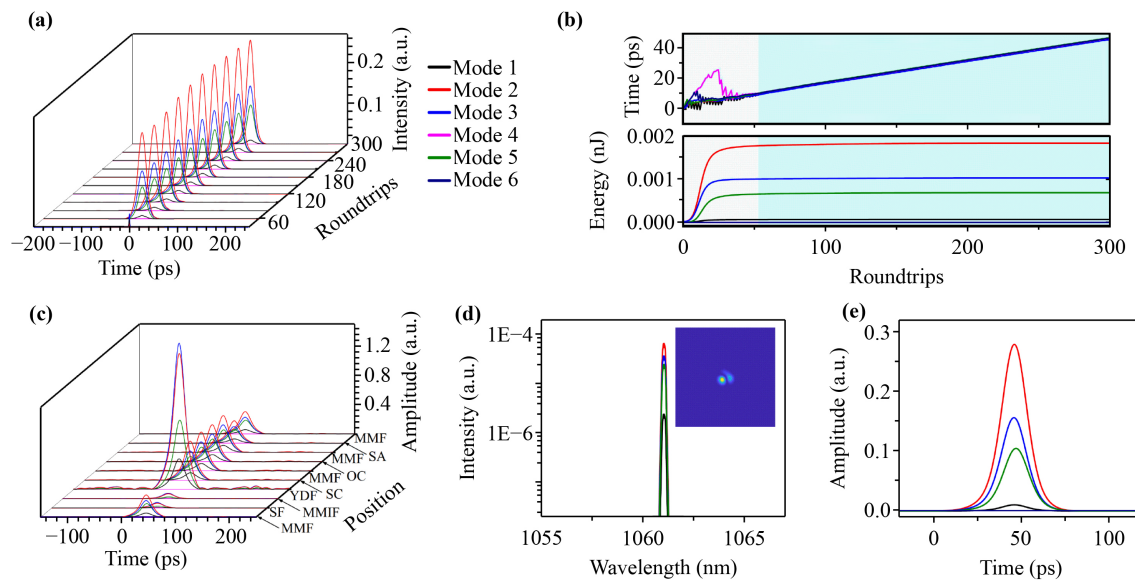 (a)
0.2
0.1
Intensity (a.u.)
300
240
180
120
60
Roundtrips
−200
−100
0
100
200
Time (ps)
Mode 1
Mode 2
Mode 3
Mode 4
Mode 5
Mode 6
(b)
Time (ps)
40
20
0
Energy (nJ)
0.002
0.001
0.000
0
100
200
300
Roundtrips
(c)
1.2
0.8
0.4
Amplitude (a.u.)
MMF
SA
MMF
OC
MMF
SC
YDF
MMIF
SF
MMF
Position
−100
0
100
200
Time (ps)
(d)
Intensity (a.u.)
1E−4
1E−6
1055
1060
1065
Wavelength (nm)
(e)
Amplitude (a.u.)
0.3
0.2
0.1
0.0
0
50
100
Time (ps)